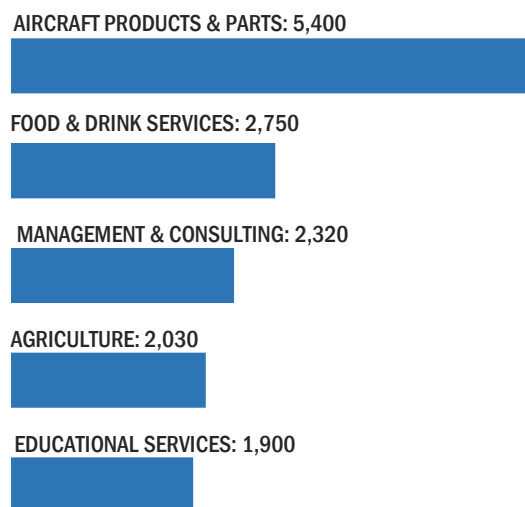 AIRCRAFT PRODUCTS & PARTS: 5,400
FOOD & DRINK SERVICES: 2,750
MANAGEMENT & CONSULTING: 2,320
AGRICULTURE: 2,030
EDUCATIONAL SERVICES: 1,900